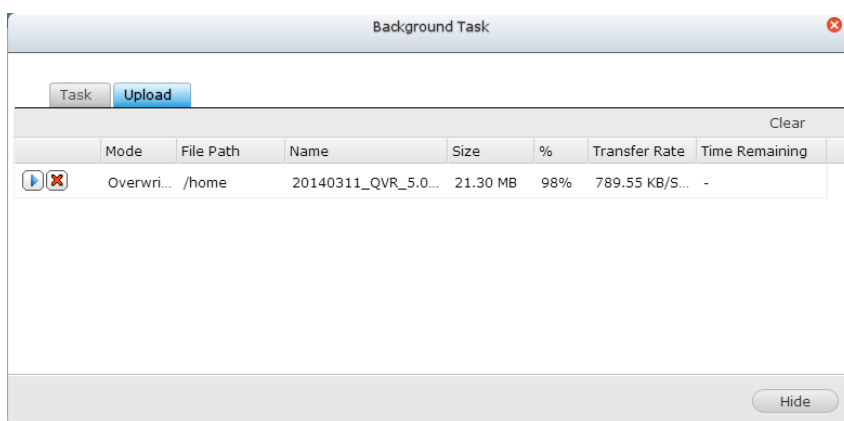 Background Task
Task Upload
Clear
Mode File Path Name Size % Transfer Rate Time Remaining
Overwri... /home 20140311_QVR_5.0... 21.30 MB 98% 789.55 KB/S... -
Hide